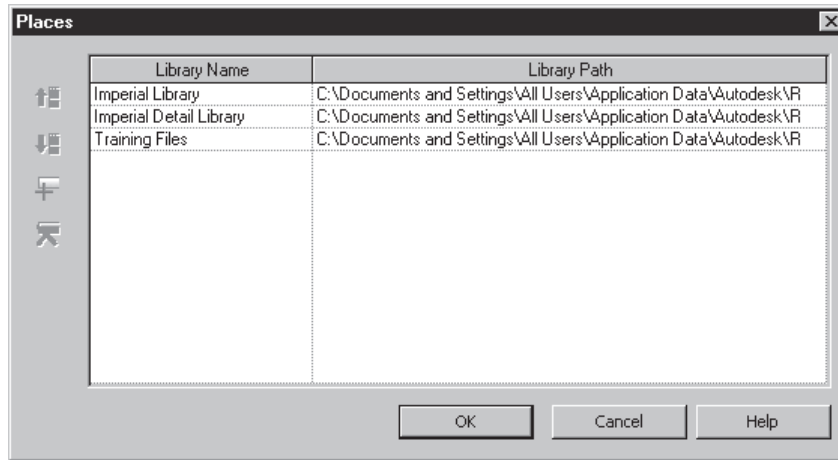 Places
Library Name Library Path
Imperial Library C:\Documents and Settings\All Users\Application Data\Autodesk\R
Imperial Detail Library C:\Documents and Settings\All Users\Application Data\Autodesk\R
Training Files C:\Documents and Settings\All Users\Application Data\Autodesk\R
OK Cancel Help